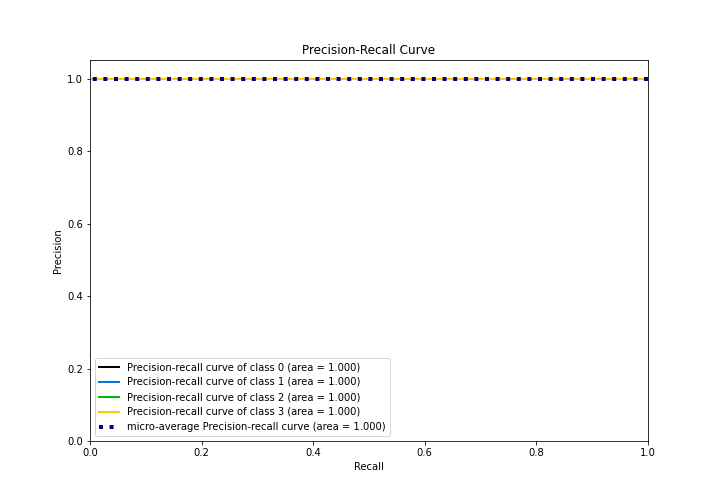 Precision-Recall Curve
1.0
0.8
0.6
0.4
0.2
0.0
Precision
Precision-recall curve of class 0 (area = 1.000)
Precision-recall curve of class 1 (area = 1.000)
Precision-recall curve of class 2 (area = 1.000)
Precision-recall curve of class 3 (area = 1.000)
micro-average Precision-recall curve (area = 1.000)
0.0 0.2 0.4 0.6 0.8 1.0
Recall